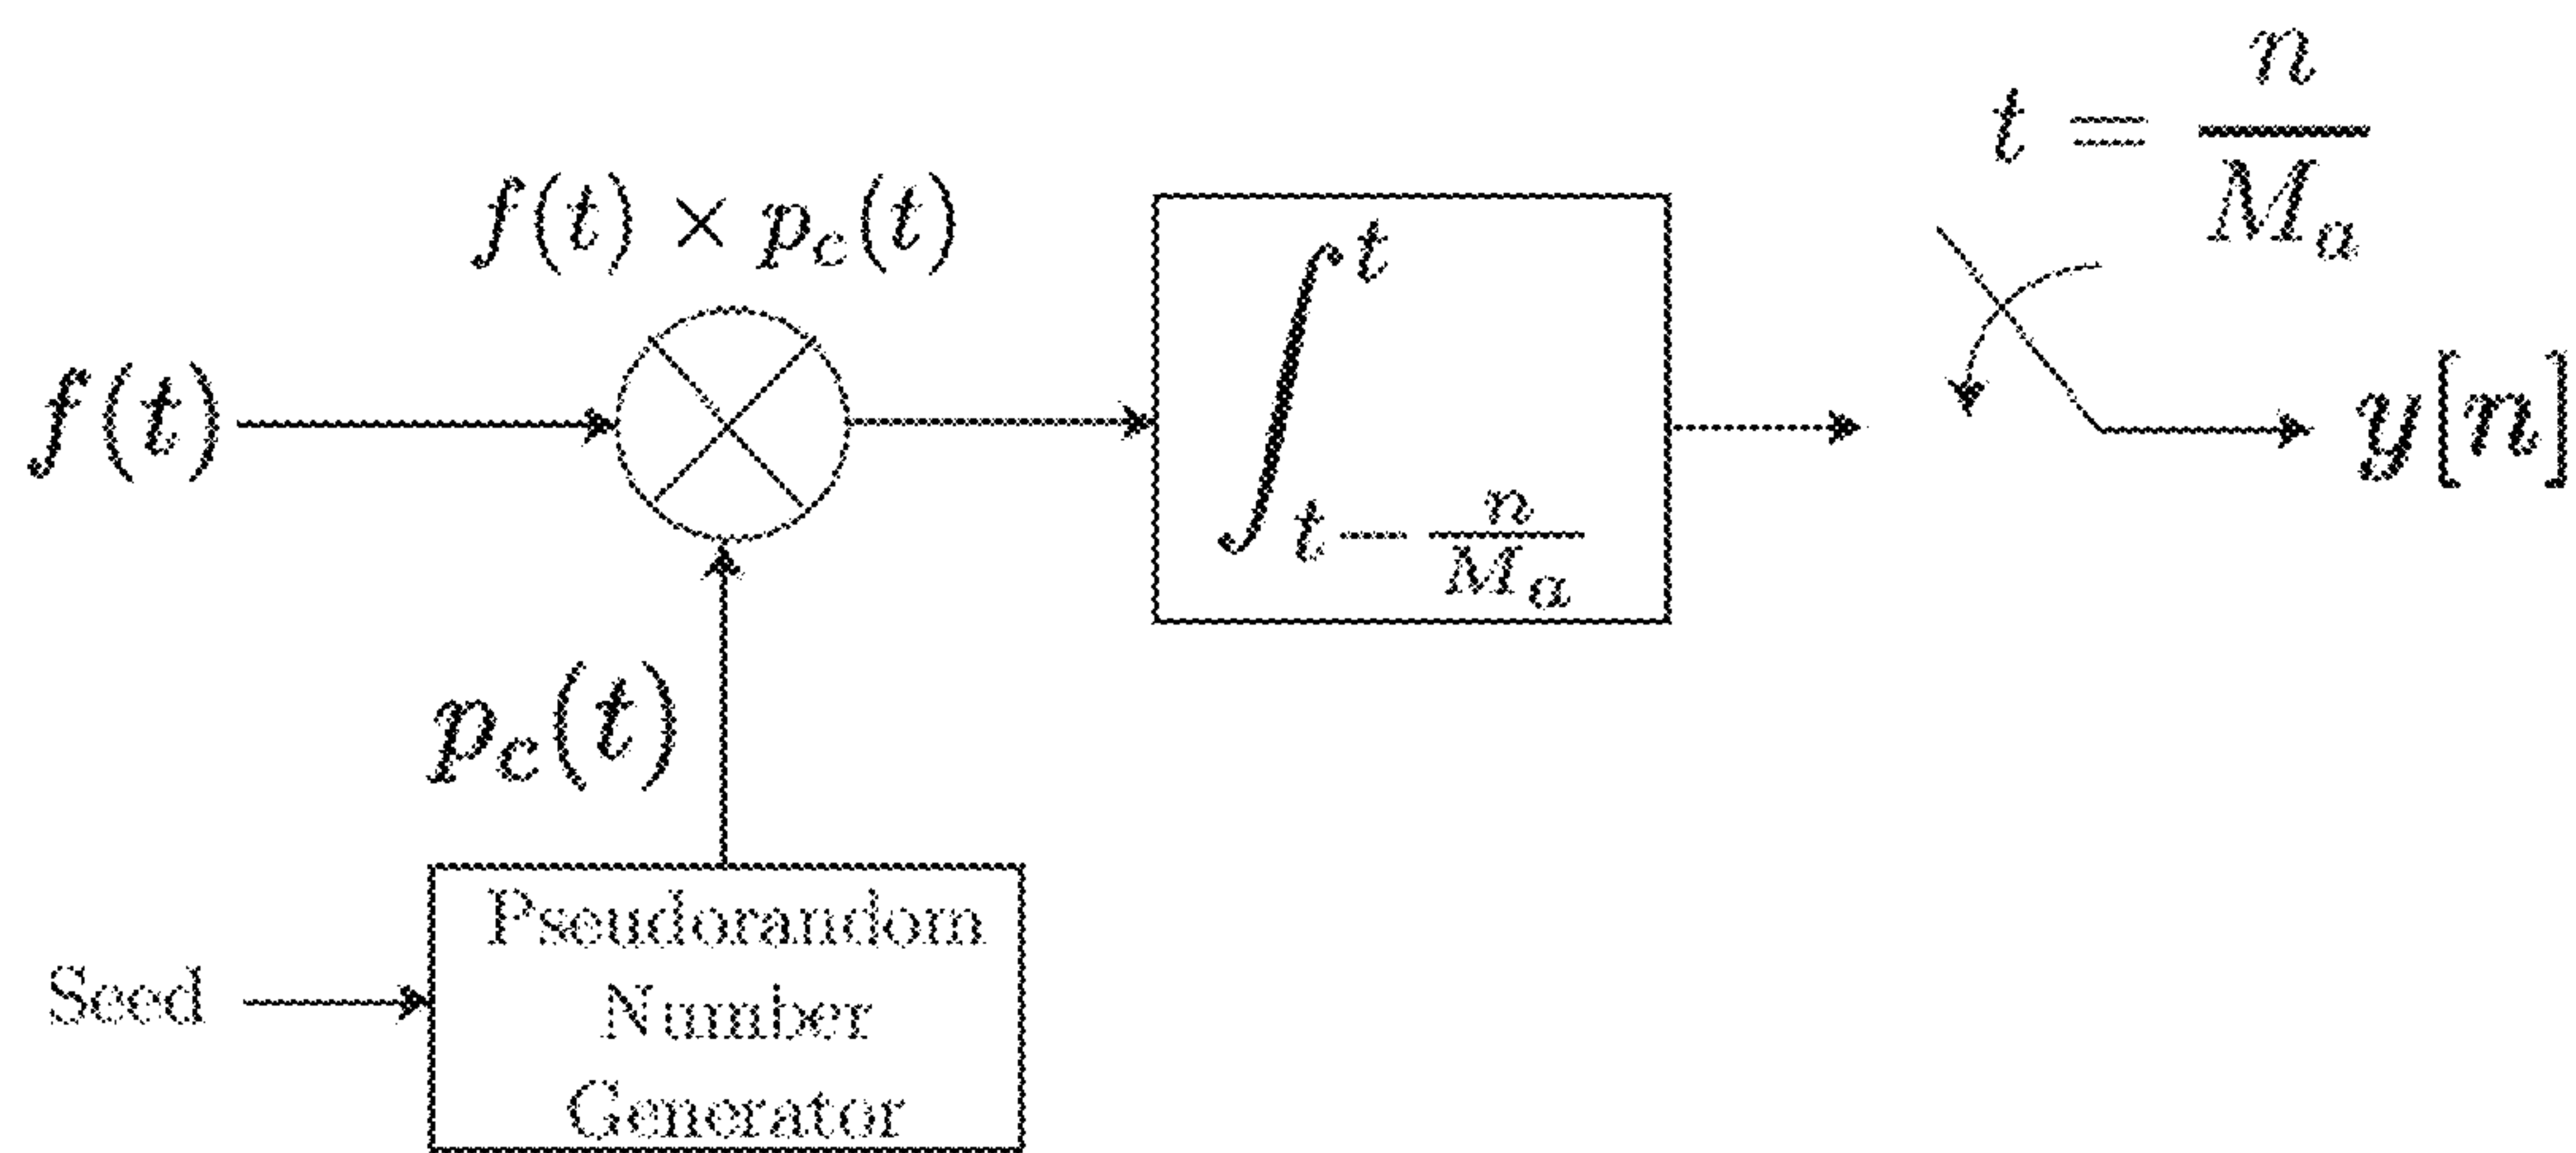 t = n/M_a
f(t) × p_c(t)
∫_{t - n/M_a}^{t}
f(t)
y[n]
p_c(t)
Seed
Pseudorandom
Number
Generator